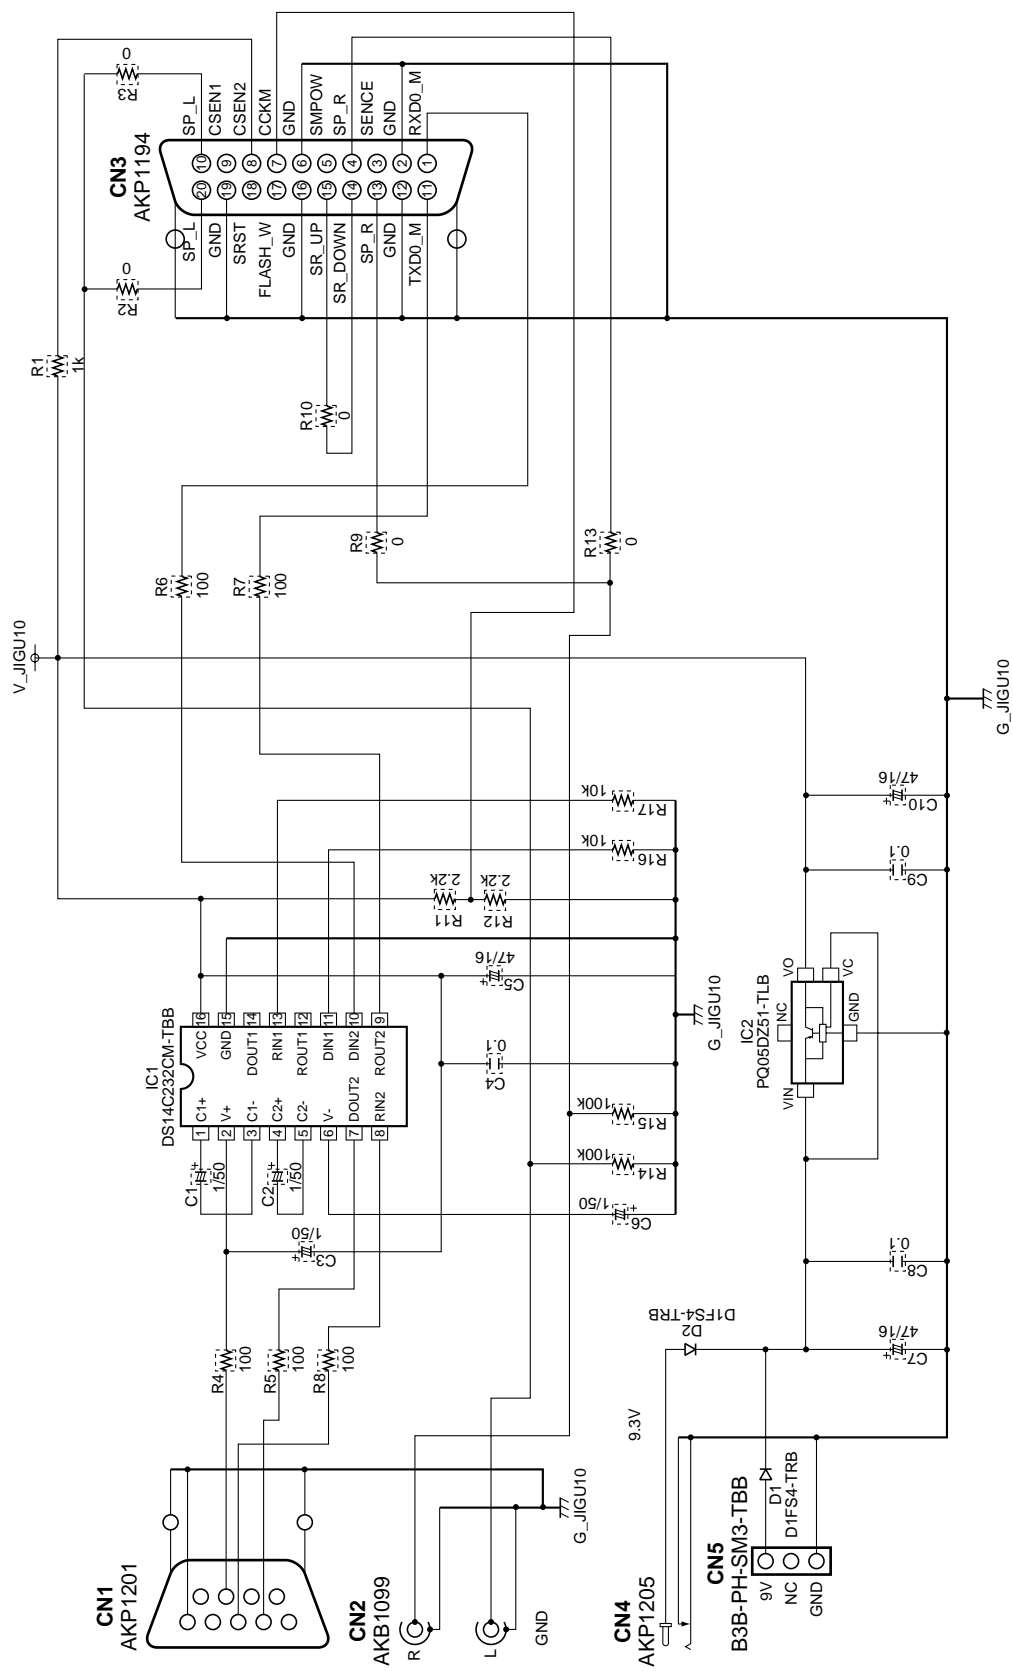 CN3
AKP1194
SP_L
CSEN1
CSEN2
CCKM
GND
SMPOW
SP_R
SENCE
GND
RXD0_M
10
9
8
7
6
5
4
3
2
1
20
19
18
17
16
15
14
13
12
11
SP_L
GND
SRST
FLASH_W
GND
SR_UP
SR_DOWN
SP_R
GND
TXD0_M
R3
0
R2
0
R1
1k
R10
0
R9
0
R13
0
R6
100
R7
100
V_JIGU10
G_JIGU10
R17
10k
R16
10k
R11
2.2k
R12
2.2k
C5
47/16
+
C4
0.1
G_JIGU10
R15
100k
R14
100k
C6
1/50
+
IC1
DS14C232CM-TBB
16
15
14
13
12
11
10
9
VCC
GND
DOUT1
RIN1
ROUT1
DIN1
DIN2
ROUT2
C1+
V+
C1-
C2+
C2-
V-
DOUT2
RIN2
1
2
3
4
5
6
7
8
C1
1/50
+
C2
1/50
+
C3
1/50
+
R4
100
R5
100
R8
100
C10
47/16
+
C9
0.1
IC2
PQ05DZ51-TLB
VO
VC
NC
GND
VIN
C8
0.1
C7
47/16
+
D2
D1FS4-TRB
9.3V
D1
D1FS4-TRB
G_JIGU10
CN1
AKP1201
CN2
AKB1099
R
L
GND
CN4
AKP1205
CN5
B3B-PH-SM3-TBB
9V
NC
GND